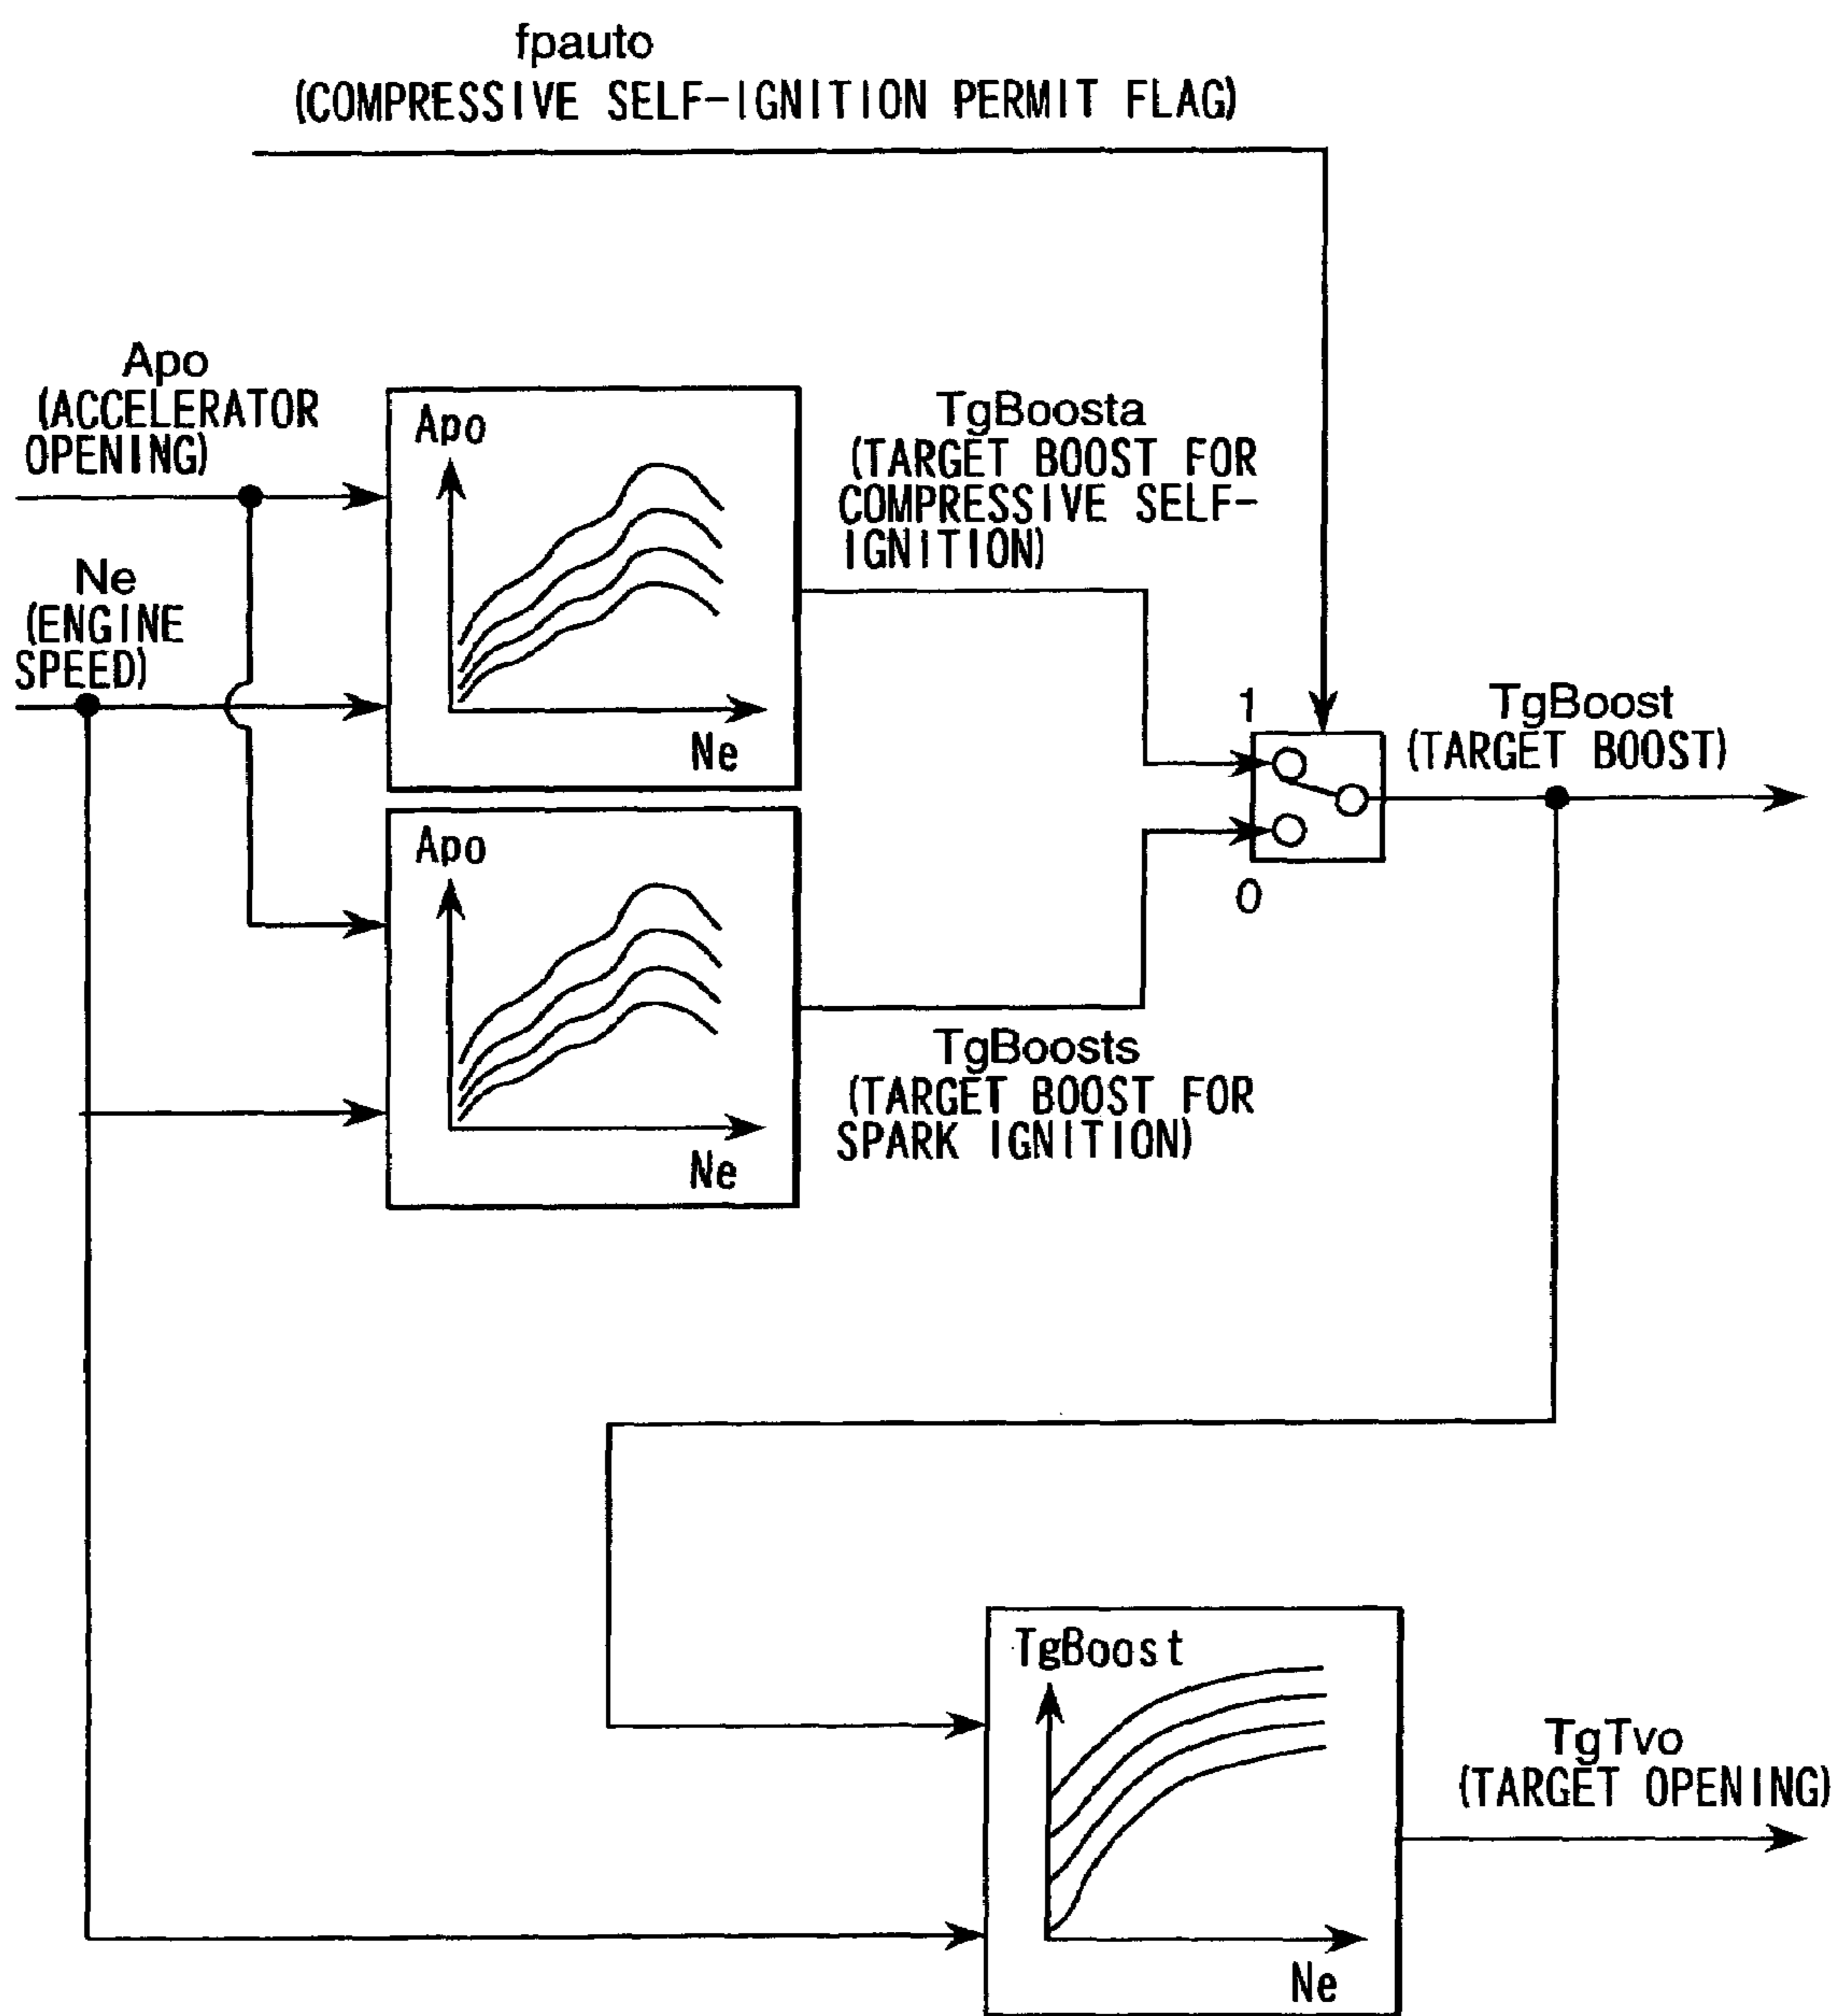 fpauto
(COMPRESSIVE SELF-IGNITION PERMIT FLAG)
Apo
(ACCELERATOR
OPENING)
Ne
(ENGINE
SPEED)
Apo
Ne
TgBoosta
(TARGET BOOST FOR
COMPRESSIVE SELF-
IGNITION)
1
0
TgBoost
(TARGET BOOST)
Apo
Ne
TgBoosts
(TARGET BOOST FOR
SPARK IGNITION)
TgBoost
Ne
TgTvo
(TARGET OPENING)